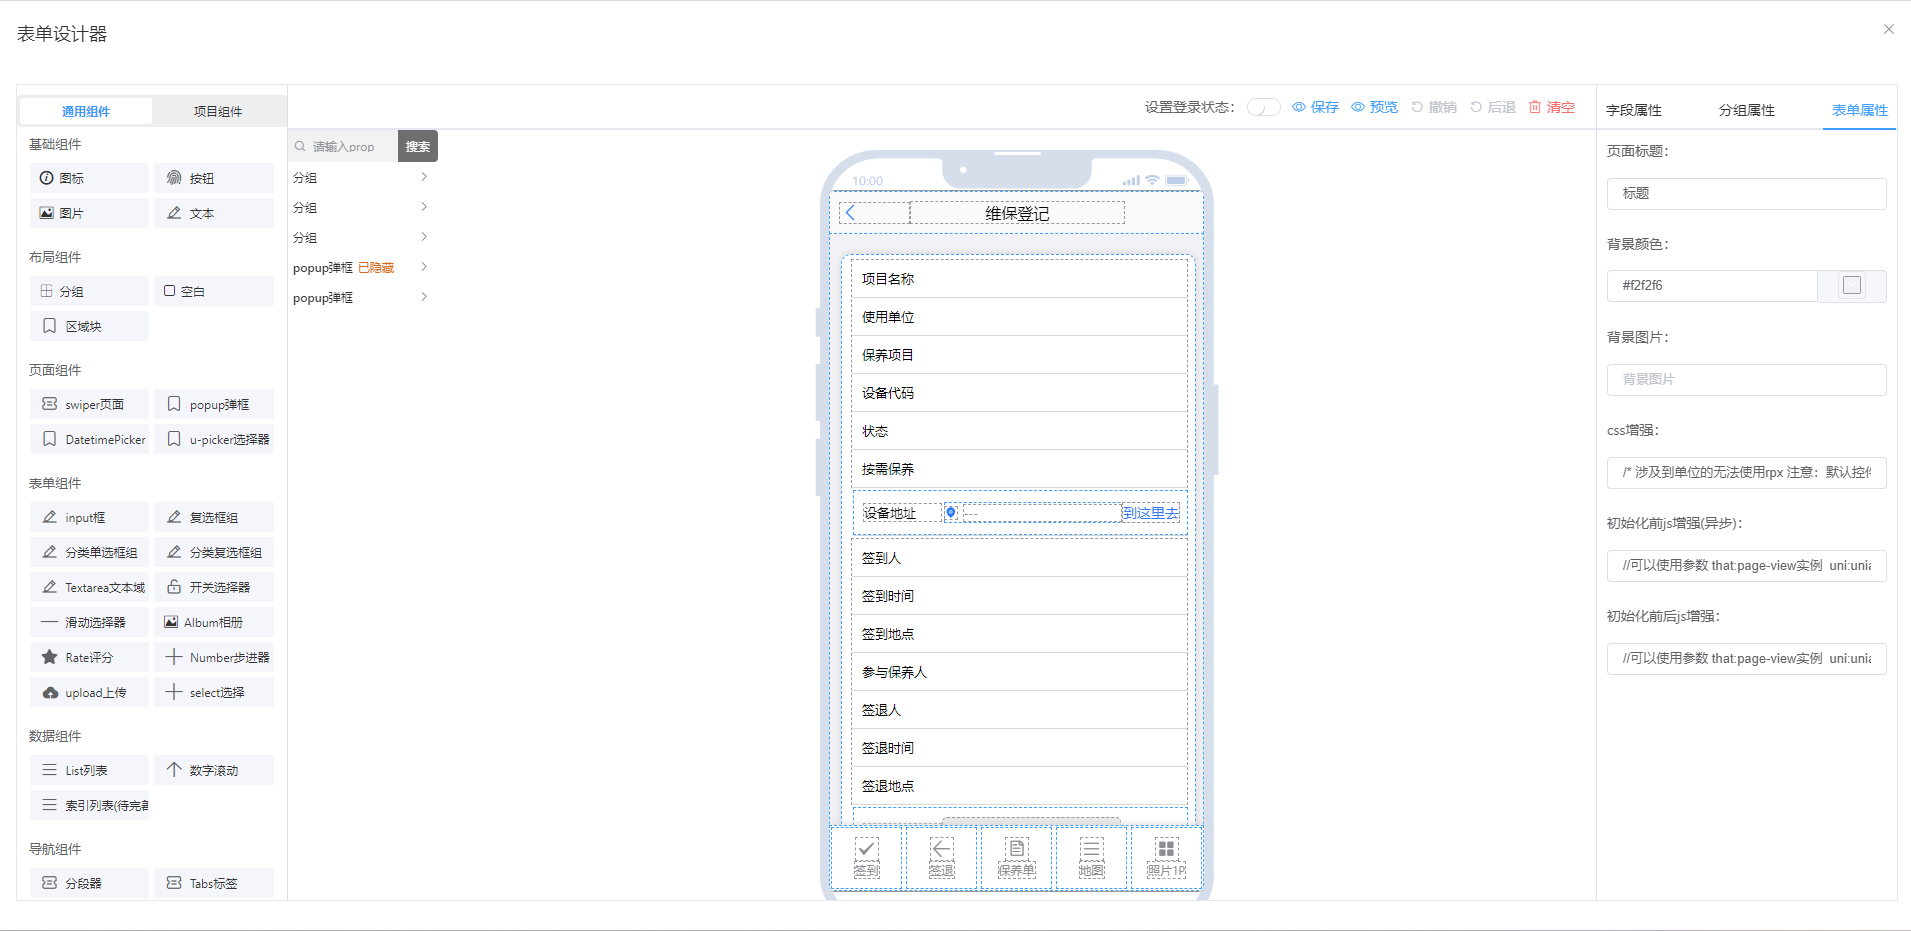 表单设计器
通用组件
项目组件
基础组件
图标
按钮
图片
文本
布局组件
分组
空白
区域块
页面组件
swiper页面
popup弹框
DatetimePicker
u-picker选择器
表单组件
input框
复选框组
分类单选框组
分类复选框组
Textarea文本域
开关选择器
滑动选择器
Album相册
Rate评分
Number步进器
upload上传
select选择
数据组件
List列表
数字滚动
索引列表(待完
导航组件
分段器
Tabs标签
设置登录状态：
保存
预览
撤销
后退
清空
请输入prop
搜索
分组
分组
分组
popup弹框 已隐藏
popup弹框
10:00
维保登记
项目名称
使用单位
保养项目
设备代码
状态
按需保养
设备地址
---
到这里去
签到人
签到时间
签到地点
参与保养人
签退人
签退时间
签退地点
签到
签退
保养单
地图
照片1P
字段属性
分组属性
表单属性
页面标题：
标题
背景颜色：
#f2f2f6
背景图片：
背景图片
css增强：
/* 涉及到单位的无法使用rpx 注意：默认控
初始化前js增强(异步)：
//可以使用参数 that:page-view实例 uni:unia
初始化前后js增强：
//可以使用参数 that:page-view实例 uni:unia